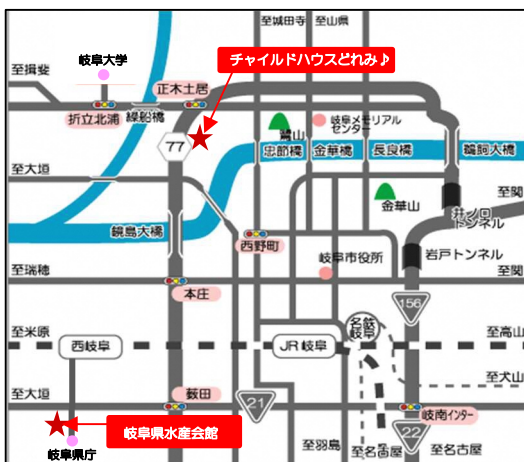 至城田寺
至山県
岐阜大学
チャイルドハウスどれみ♪
至揖斐
正木土居
折立北浦
繰船橋
岐阜メモリアル
センター
鷺山
77
忠節橋
金華橋
長良橋
鵜飼大橋
至大垣
至関
金華山
井ノ口
トンネル
鏡島大橋
西野町
岩戸トンネル
岐阜市役所
至瑞穂
至関
本庄
156
名鉄
岐阜
至米原
至高山
西岐阜
JR岐阜
至犬山
至大垣
薮田
21
岐南インター
岐阜県水産会館
22
岐阜県庁
至羽島
至名古屋
至名古屋